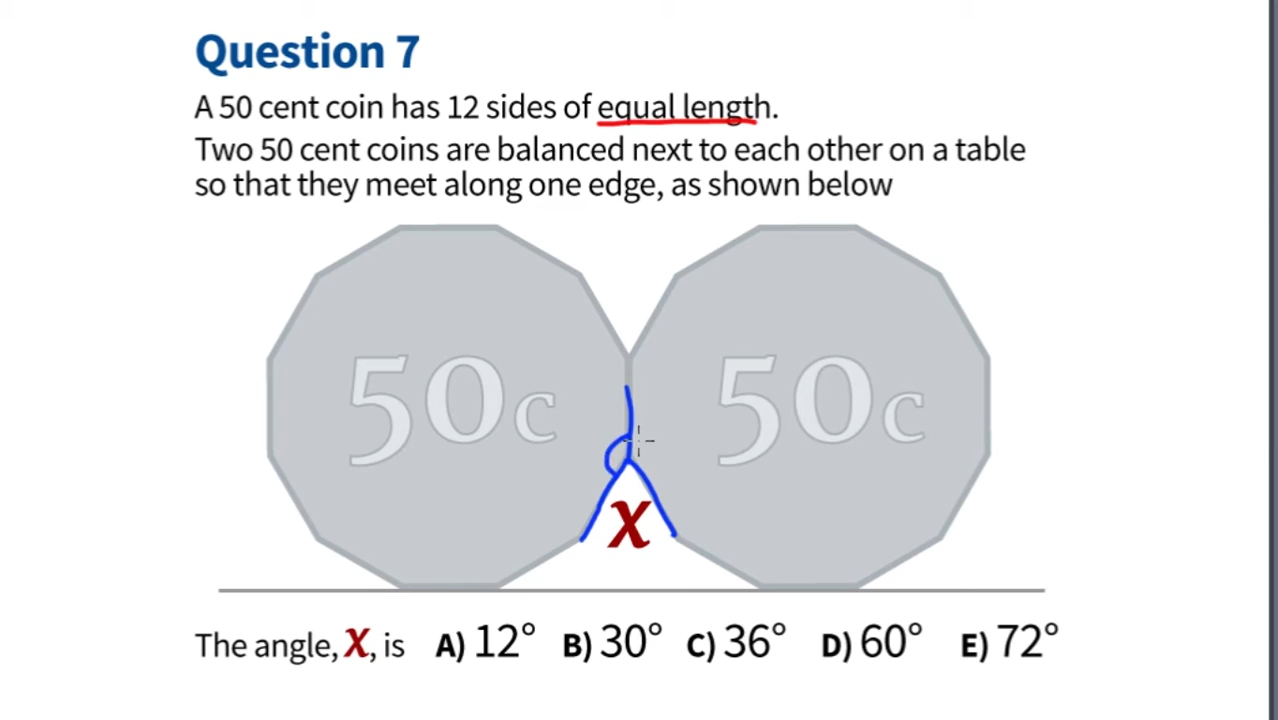 Question 7
A 50 cent coin has 12 sides of equal length.
Two 50 cent coins are balanced next to each other on a table
so that they meet along one edge, as shown below
50c 50c
x
The angle, x, is A) 12° B) 30° C) 36° D) 60° E) 72°